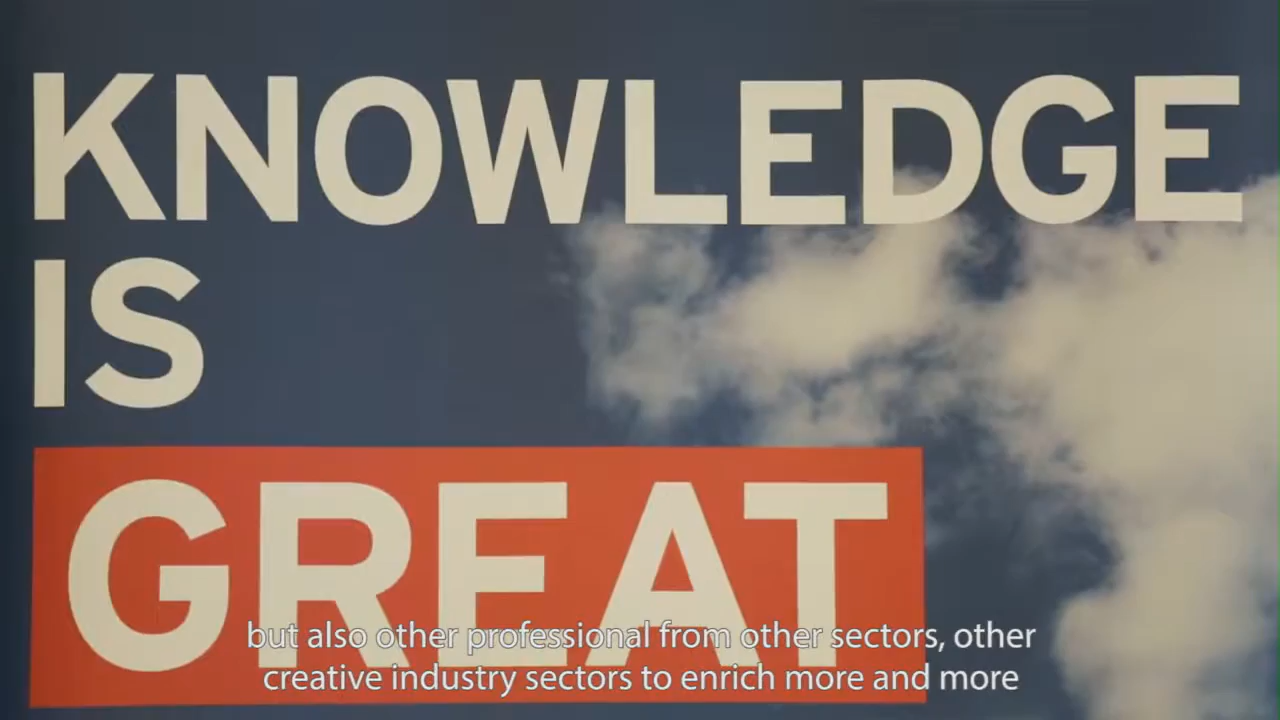 KNOWLEDGE
IS
GREAT
but also other professional from other sectors, other
creative industry sectors to enrich more and more